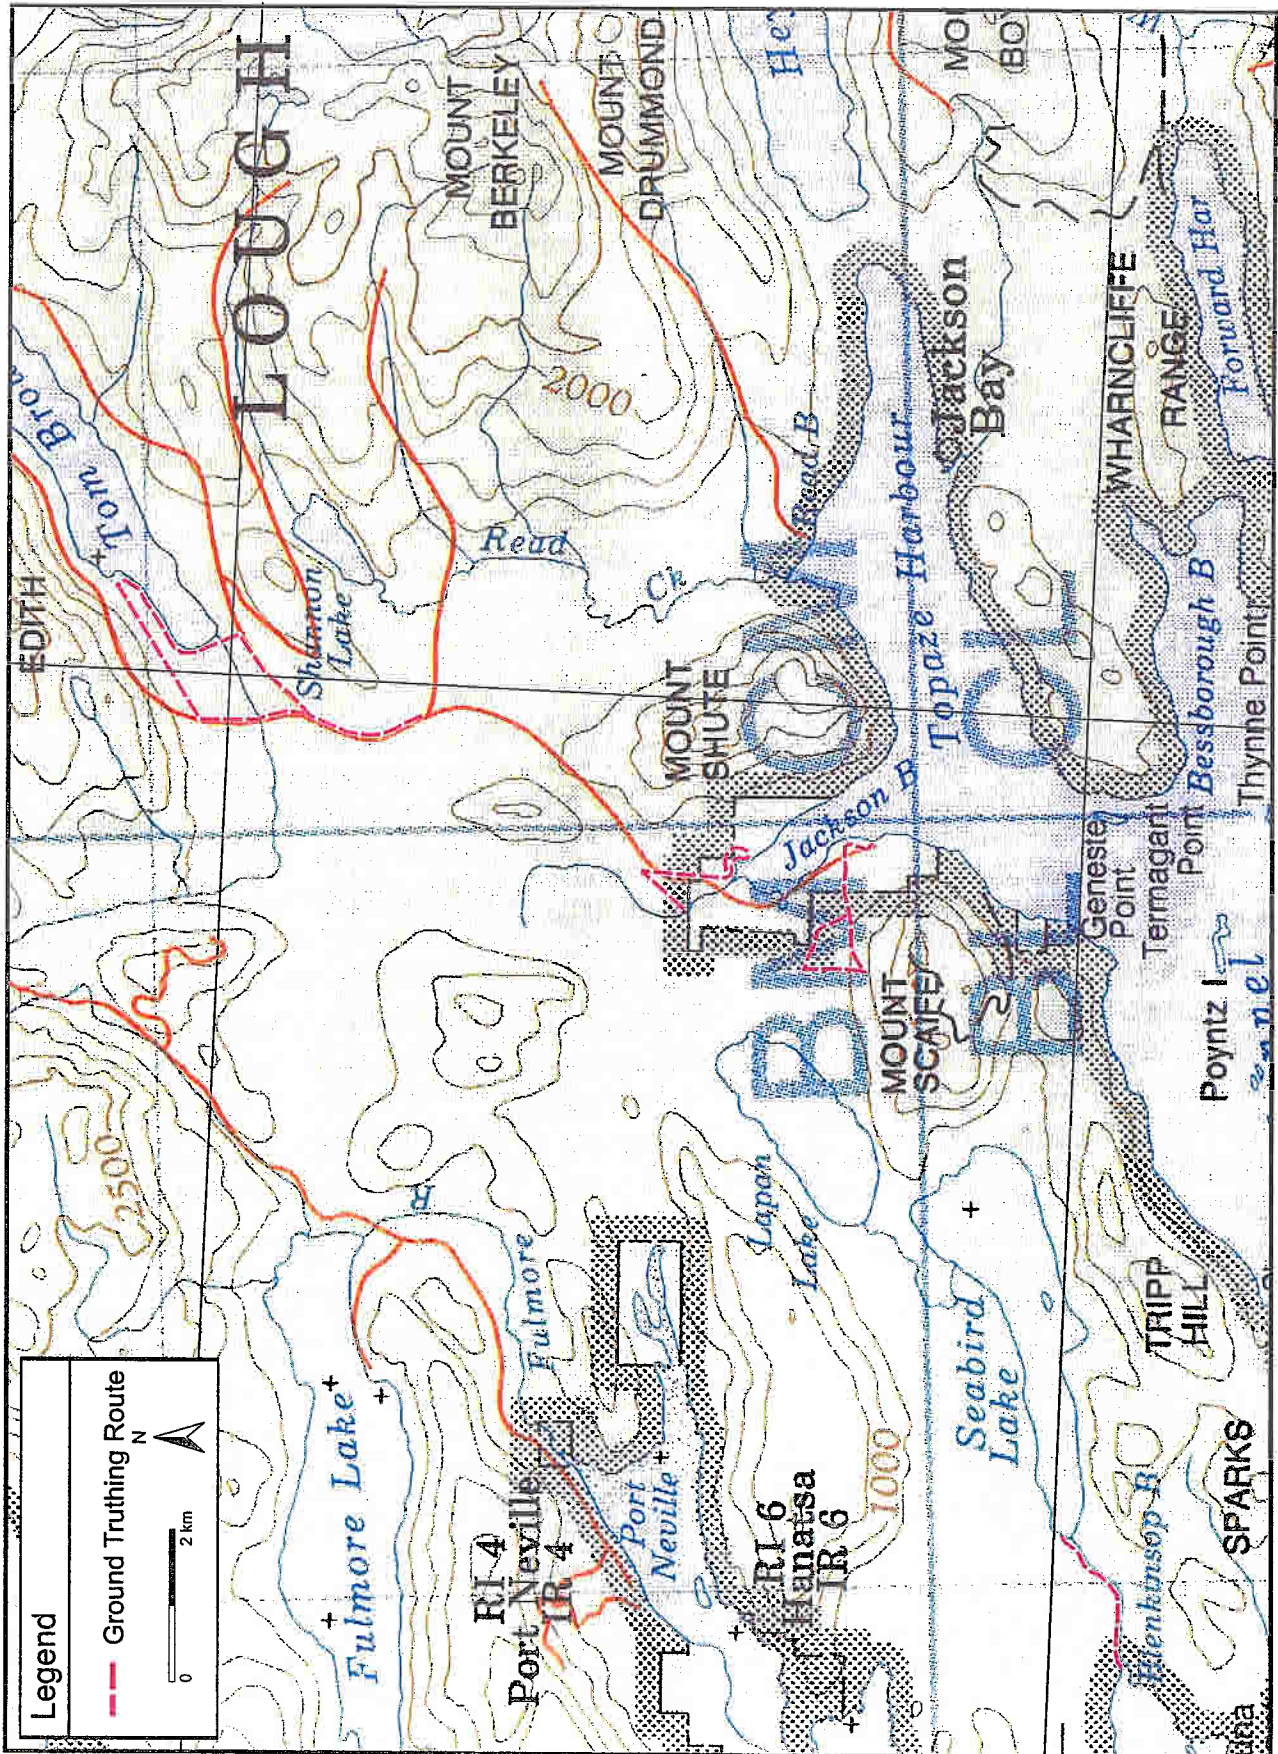 Legend
Ground Truthing Route
N
0
2 km
EDITH
LOUGH
MOUNT
BERKELEY
MOUNT
DRUMMOND
2000
2500
Shannon
Lake
Read
Ck
Read B
MOUNT
SHUTE
Topaze Harbour
Jackson
Bay
WHARNCLIFFE
RANGE
Forward Har
Bessborough B
Thynne Point
Jackson B
Geneste
Point
Termagant
Point
Poyntz I
MOUNT
SCAIFE
Fulmore Lake
R
Fulmore
Lapan
Lake
Seabird
Lake
TRIPP
HILL
RI 4
Port Neville
IR 4
Port
Neville
RI 6
Hanatsa
IR 6
1000
Blenkinsop B
SPARKS